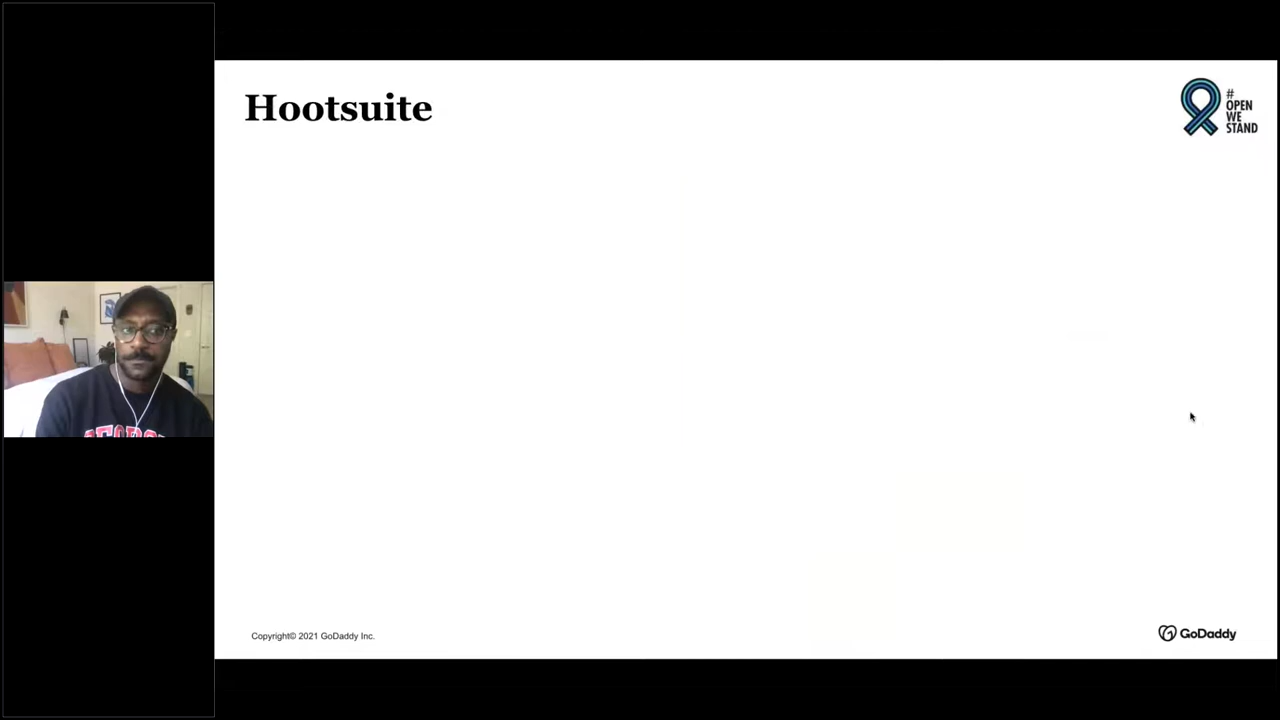 Hootsuite
#
OPEN
WE
STAND
Copyright© 2021 GoDaddy Inc.
GoDaddy